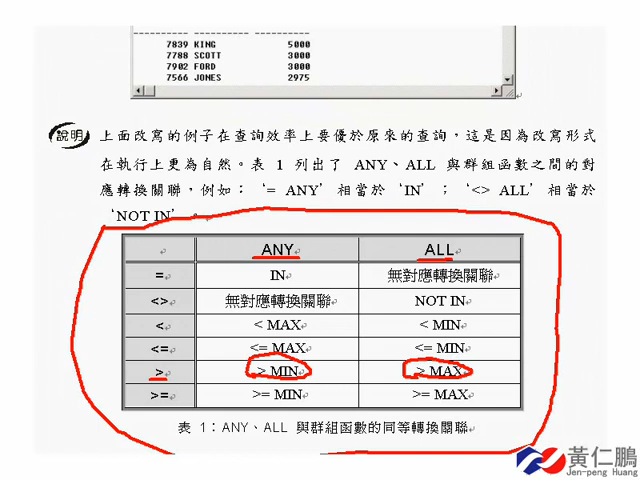 7839 KING 5000
7788 SCOTT 3000
7902 FORD 3000
7566 JONES 2975
說明 上面改寫的例子在查詢效率上要優於原來的查詢，這是因為改寫形式
在執行上更為自然。表 1 列出了 ANY、ALL 與群組函數之間的對
應轉換關聯，例如：‘= ANY’相當於‘IN’；‘<> ALL’相當於
‘NOT IN’。
ANY ALL
= IN 無對應轉換關聯
<> 無對應轉換關聯 NOT IN
< < MAX < MIN
<= <= MAX <= MIN
> > MIN > MAX
>= >= MIN >= MAX
表 1：ANY、ALL 與群組函數的同等轉換關聯
黃仁鵬
Jen-peng Huang